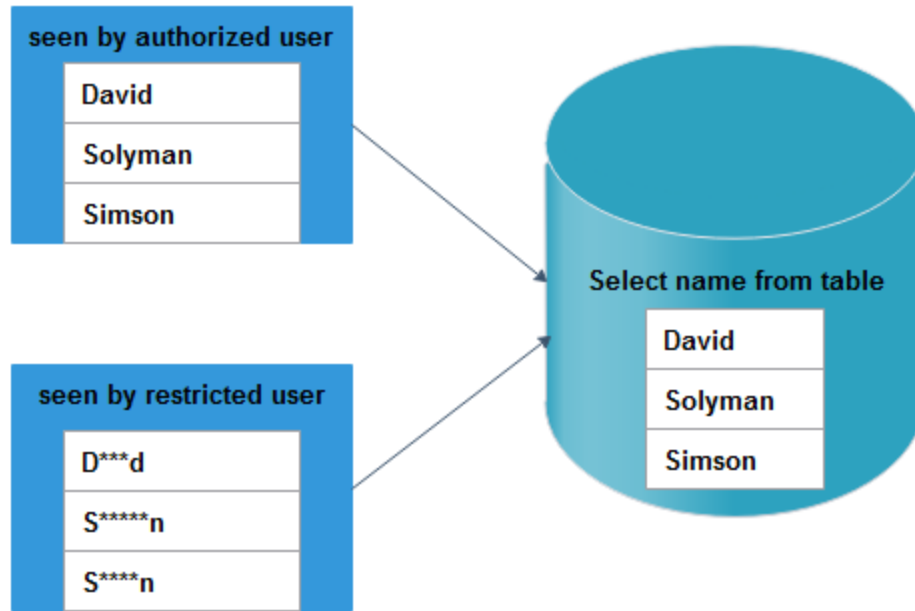 seen by authorized user
David
Solyman
Simson
seen by restricted user
D***d
S*****n
S****n
Select name from table
David
Solyman
Simson